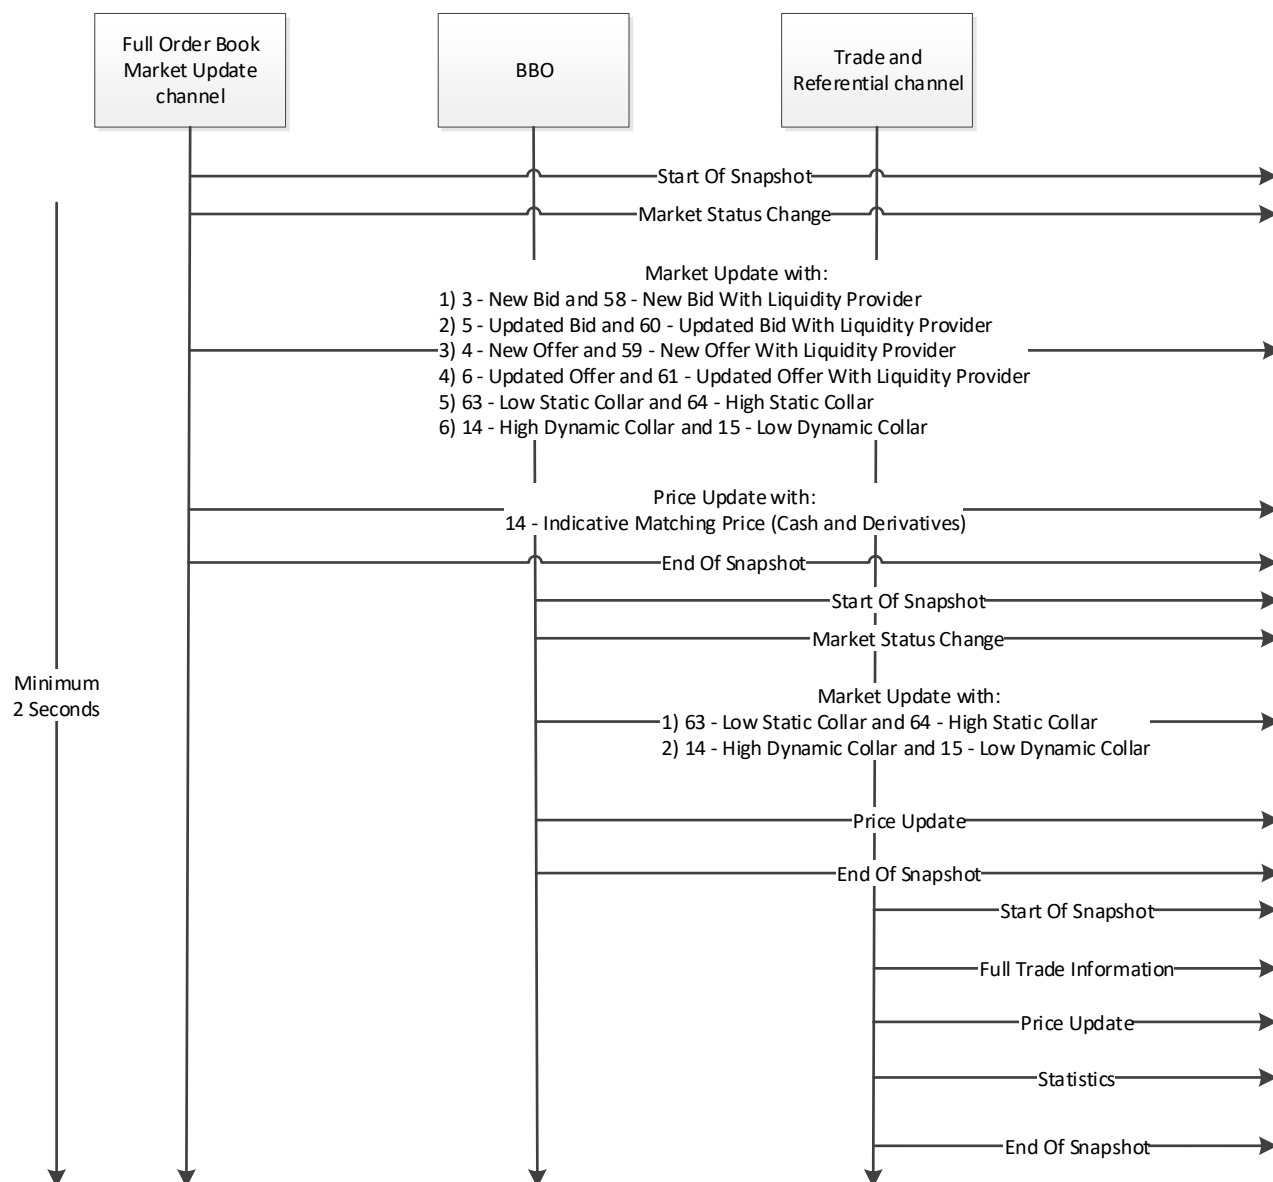 Full Order Book
Market Update
channel
BBO
Trade and
Referential channel
Start Of Snapshot
Market Status Change
Market Update with:
1) 3 - New Bid and 58 - New Bid With Liquidity Provider
2) 5 - Updated Bid and 60 - Updated Bid With Liquidity Provider
3) 4 - New Offer and 59 - New Offer With Liquidity Provider
4) 6 - Updated Offer and 61 - Updated Offer With Liquidity Provider
5) 63 - Low Static Collar and 64 - High Static Collar
6) 14 - High Dynamic Collar and 15 - Low Dynamic Collar
Price Update with:
14 - Indicative Matching Price (Cash and Derivatives)
End Of Snapshot
Start Of Snapshot
Market Status Change
Minimum
2 Seconds
Market Update with:
1) 63 - Low Static Collar and 64 - High Static Collar
2) 14 - High Dynamic Collar and 15 - Low Dynamic Collar
Price Update
End Of Snapshot
Start Of Snapshot
Full Trade Information
Price Update
Statistics
End Of Snapshot